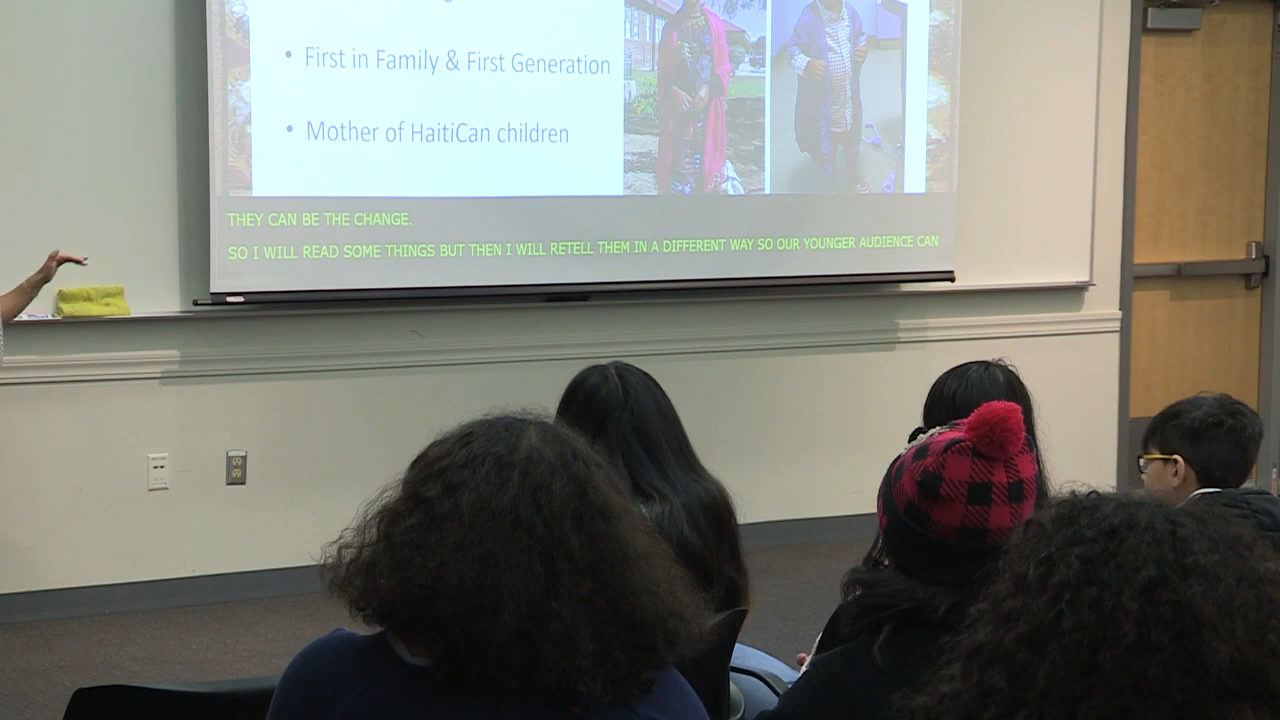 • First in Family & First Generation
• Mother of HaitiCan children
THEY CAN BE THE CHANGE.
SO I WILL READ SOME THINGS BUT THEN I WILL RETELL THEM IN A DIFFERENT WAY SO OUR YOUNGER AUDIENCE CAN